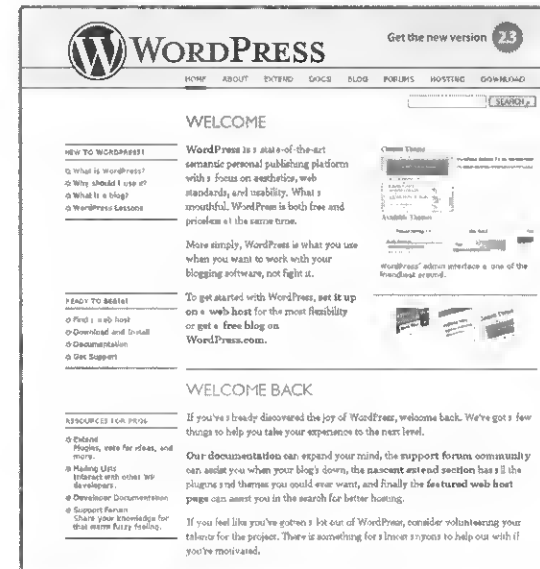 WORDPRESS
Get the new version 2.3
HOME ABOUT EXTEND DOCS BLOG FORUMS HOSTING DOWNLOAD
SEARCH
WELCOME
NEW TO WORDPRESS?
What is WordPress?
Why should I use it?
What is a blog?
WordPress Lessons
WordPress is a state-of-the-art
semantic personal publishing platform
with a focus on aesthetics, web
standards, and usability. What a
mouthful. WordPress is both free and
priceless at the same time.
More simply, WordPress is what you use
when you want to work with your
blogging software, not fight it.
Current Theme
Available Themes
WordPress' admin interface is one of the
friendliest around.
READY TO BEGIN?
Find a web host
Download and Install
Documentation
Get Support
To get started with WordPress, set it up
on a web host for the most flexibility
or get a free blog on
WordPress.com.
WELCOME BACK
RESOURCES FOR PROS
Extend
Plugins, vote for ideas, and
more.
Mailing Lists
Interact with other WP
developers.
Developer Documentation
Support Forum
Share your knowledge for
that warm fuzzy feeling.
If you've already discovered the joy of WordPress, welcome back. We've got a few
things to help you take your experience to the next level.
Our documentation can expand your mind, the support forum community
can assist you when your blog's down, the nascent extend section has all the
plugins and themes you could ever want, and finally the featured web host
page can assist you in the search for better hosting.
If you feel like you've gotten a lot out of WordPress, consider volunteering your
talents for the project. There is something for almost anyone to help out with if
you're motivated.